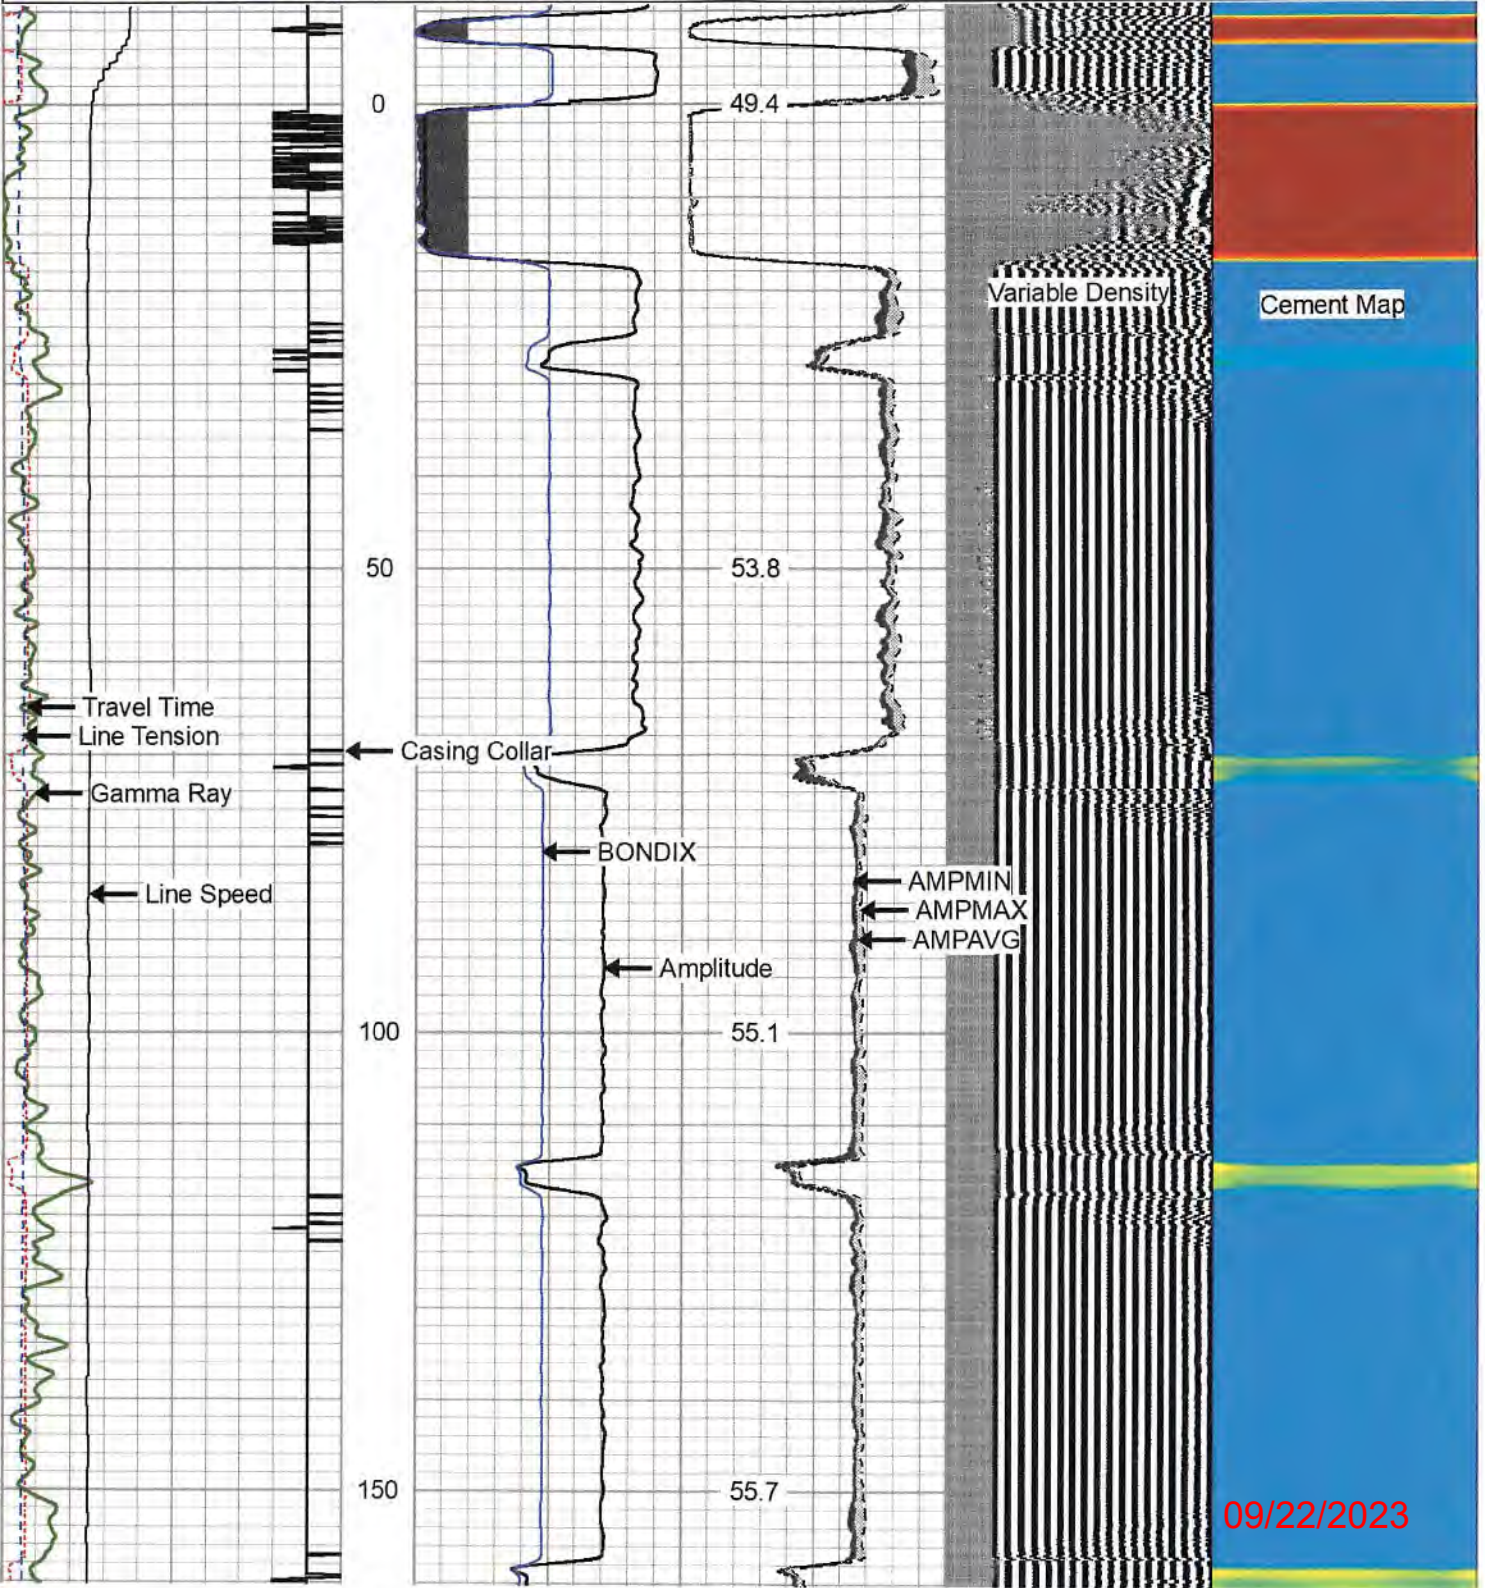 0
49.4
Variable Density
Cement Map
50
53.8
Travel Time
Line Tension
Casing Collar
Gamma Ray
BONDIX
AMPMIN
Line Speed
AMPMAX
AMPAVG
Amplitude
100
55.1
150
55.7
09/22/2023